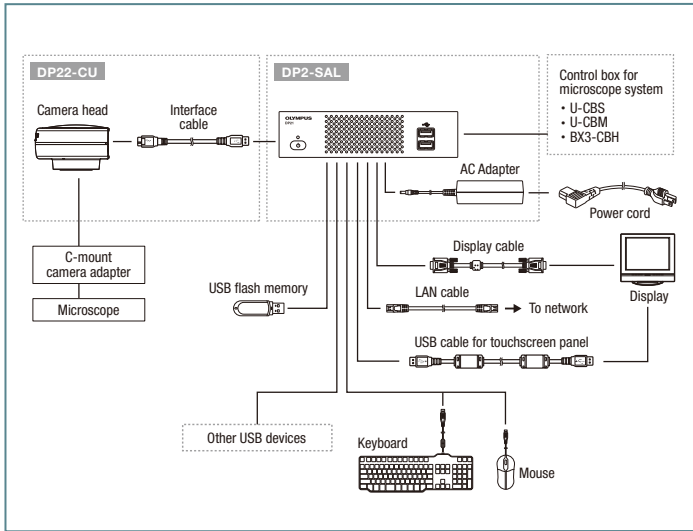 DP22-CU
DP2-SAL
Control box for
microscope system
• U-CBS
• U-CBM
• BX3-CBH
Camera head
Interface
cable
OLYMPUS
AC Adapter
Power cord
C-mount
camera adapter
Microscope
USB flash memory
Display cable
Display
LAN cable
To network
USB cable for touchscreen panel
Other USB devices
Keyboard
Mouse